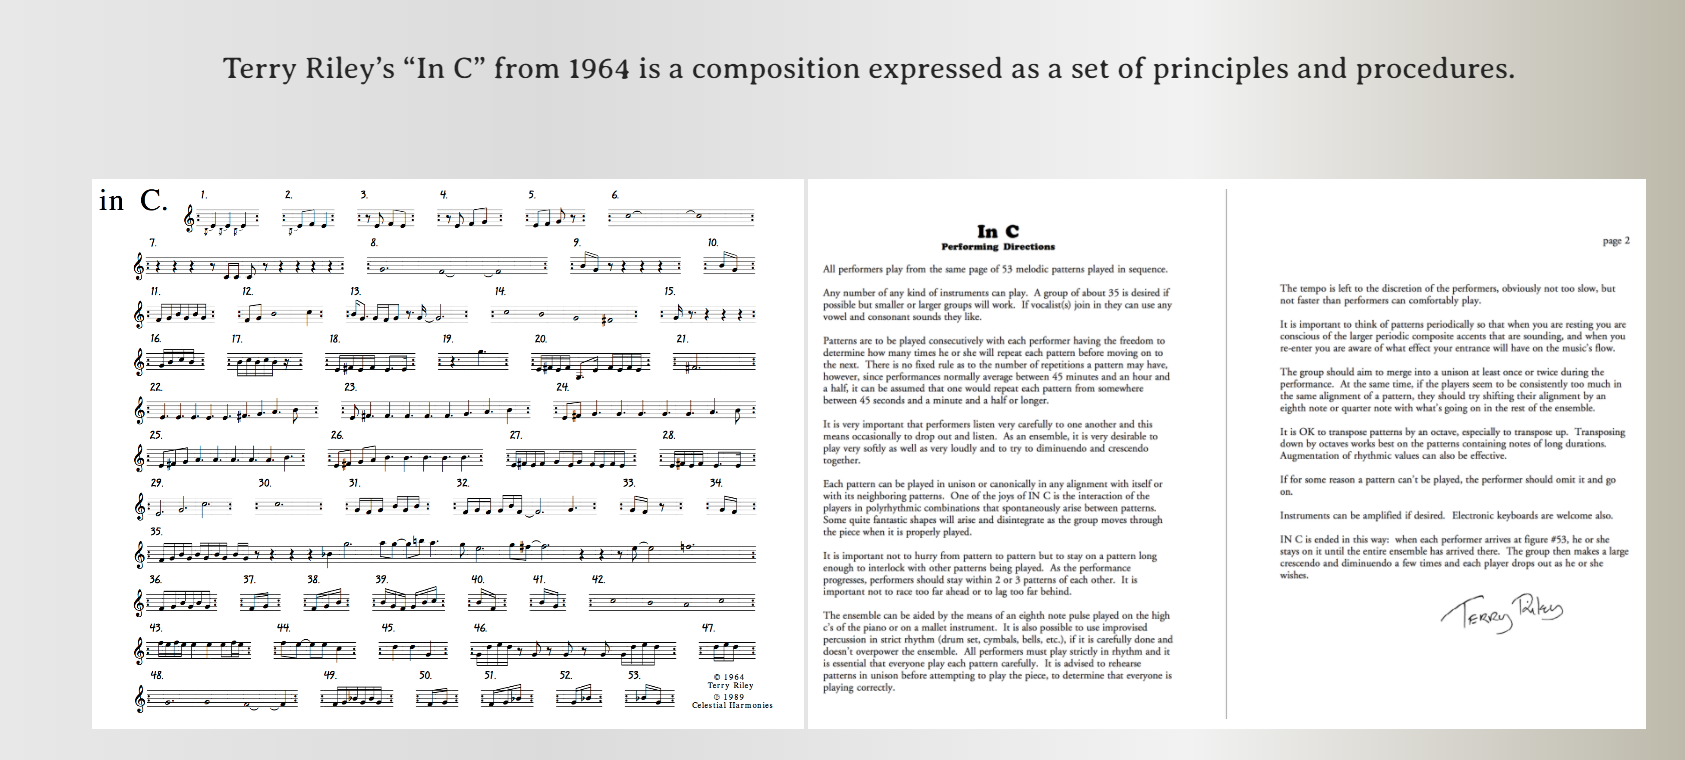 Terry Riley’s “In C” from 1964 is a composition expressed as a set of principles and procedures.
in C.
1. 2. 3. 4. 5. 6.
7. 8. 9. 10.
11. 12. 13. 14. 15.
16. 17. 18. 19. 20. 21.
22. 23. 24.
25. 26. 27. 28.
29. 30. 31. 32. 33. 34.
35.
36. 37. 38. 39. 40. 41. 42.
43. 44. 45. 46. 47.
48. 49. 50. 51. 52. 53.
© 1964
Terry Riley
℗ 1989
Celestial Harmonies
In C
Performing Directions
All performers play from the same page of 53 melodic patterns played in sequence.
Any number of any kind of instruments can play. A group of about 35 is desired if
possible but smaller or larger groups will work. If vocalist(s) join in they can use any
vowel and consonant sounds they like.
Patterns are to be played consecutively with each performer having the freedom to
determine how many times he or she will repeat each pattern before moving on to
the next. There is no fixed rule as to the number of repetitions a pattern may have,
however, since performances normally average between 45 minutes and an hour and
a half, it can be assumed that one would repeat each pattern from somewhere
between 45 seconds and a minute and a half or longer.
It is very important that performers listen very carefully to one another and this
means occasionally to drop out and listen. As an ensemble, it is very desirable to
play very softly as well as very loudly and to try to diminuendo and crescendo
together.
Each pattern can be played in unison or canonically in any alignment with itself or
with its neighboring patterns. One of the joys of IN C is the interaction of the
players in polyrhythmic combinations that spontaneously arise between patterns.
Some quite fantastic shapes will arise and disintegrate as the group moves through
the piece when it is properly played.
It is important not to hurry from pattern to pattern but to stay on a pattern long
enough to interlock with other patterns being played. As the performance
progresses, performers should stay within 2 or 3 patterns of each other. It is
important not to race too far ahead or to lag too far behind.
The ensemble can be aided by the means of an eighth note pulse played on the high
c's of the piano or on a mallet instrument. It is also possible to use improvised
percussion in strict rhythm (drum set, cymbals, bells, etc.), if it is carefully done and
doesn't overpower the ensemble. All performers must play strictly in rhythm and it
is essential that everyone play each pattern carefully. It is advised to rehearse
patterns in unison before attempting to play the piece, to determine that everyone is
playing correctly.
page 2
The tempo is left to the discretion of the performers, obviously not too slow, but
not faster than performers can comfortably play.
It is important to think of patterns periodically so that when you are resting you are
conscious of the larger periodic composite accents that are sounding, and when you
re-enter you are aware of what effect your entrance will have on the music's flow.
The group should aim to merge into a unison at least once or twice during the
performance. At the same time, if the players seem to be consistently too much in
the same alignment of a pattern, they should try shifting their alignment by an
eighth note or quarter note with what's going on in the rest of the ensemble.
It is OK to transpose patterns by an octave, especially to transpose up. Transposing
down by octaves works best on the patterns containing notes of long durations.
Augmentation of rhythmic values can also be effective.
If for some reason a pattern can't be played, the performer should omit it and go
on.
Instruments can be amplified if desired. Electronic keyboards are welcome also.
IN C is ended in this way: when each performer arrives at figure #53, he or she
stays on it until the entire ensemble has arrived there. The group then makes a large
crescendo and diminuendo a few times and each player drops out as he or she
wishes.
Terry Riley